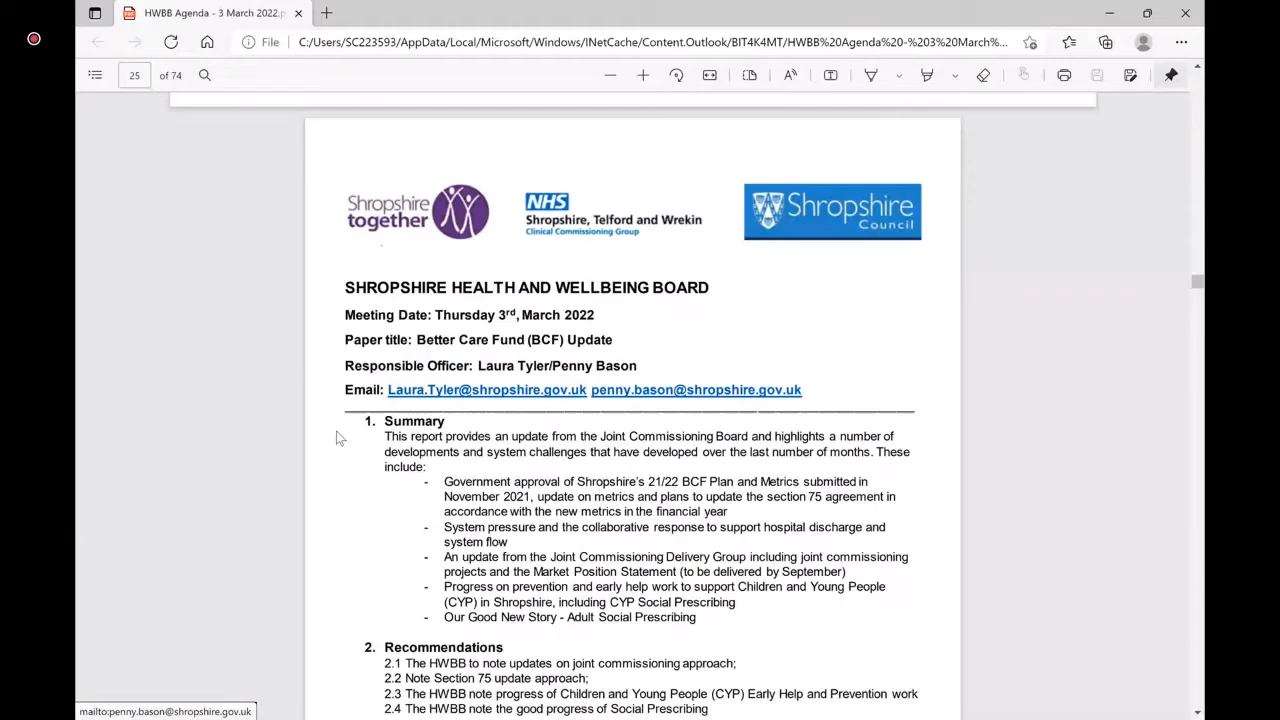 HWBB Agenda - 3 March 2022.p
File
C:/Users/SC223593/AppData/Local/Microsoft/Windows/INetCache/Content.Outlook/BIT4K4MT/HWBB%20Agenda%20-%203%20March%...
25 of 74
Shropshire
together
NHS
Shropshire, Telford and Wrekin
Clinical Commissioning Group
Shropshire
Council
SHROPSHIRE HEALTH AND WELLBEING BOARD
Meeting Date: Thursday 3rd, March 2022
Paper title: Better Care Fund (BCF) Update
Responsible Officer: Laura Tyler/Penny Bason
Email: Laura.Tyler@shropshire.gov.uk penny.bason@shropshire.gov.uk
1. Summary
This report provides an update from the Joint Commissioning Board and highlights a number of
developments and system challenges that have developed over the last number of months. These
include:
- Government approval of Shropshire's 21/22 BCF Plan and Metrics submitted in
November 2021, update on metrics and plans to update the section 75 agreement in
accordance with the new metrics in the financial year
- System pressure and the collaborative response to support hospital discharge and
system flow
- An update from the Joint Commissioning Delivery Group including joint commissioning
projects and the Market Position Statement (to be delivered by September)
- Progress on prevention and early help work to support Children and Young People
(CYP) in Shropshire, including CYP Social Prescribing
- Our Good New Story - Adult Social Prescribing
2. Recommendations
2.1 The HWBB to note updates on joint commissioning approach;
2.2 Note Section 75 update approach;
2.3 The HWBB note progress of Children and Young People (CYP) Early Help and Prevention work
2.4 The HWBB note the good progress of Social Prescribing
mailto:penny.bason@shropshire.gov.uk